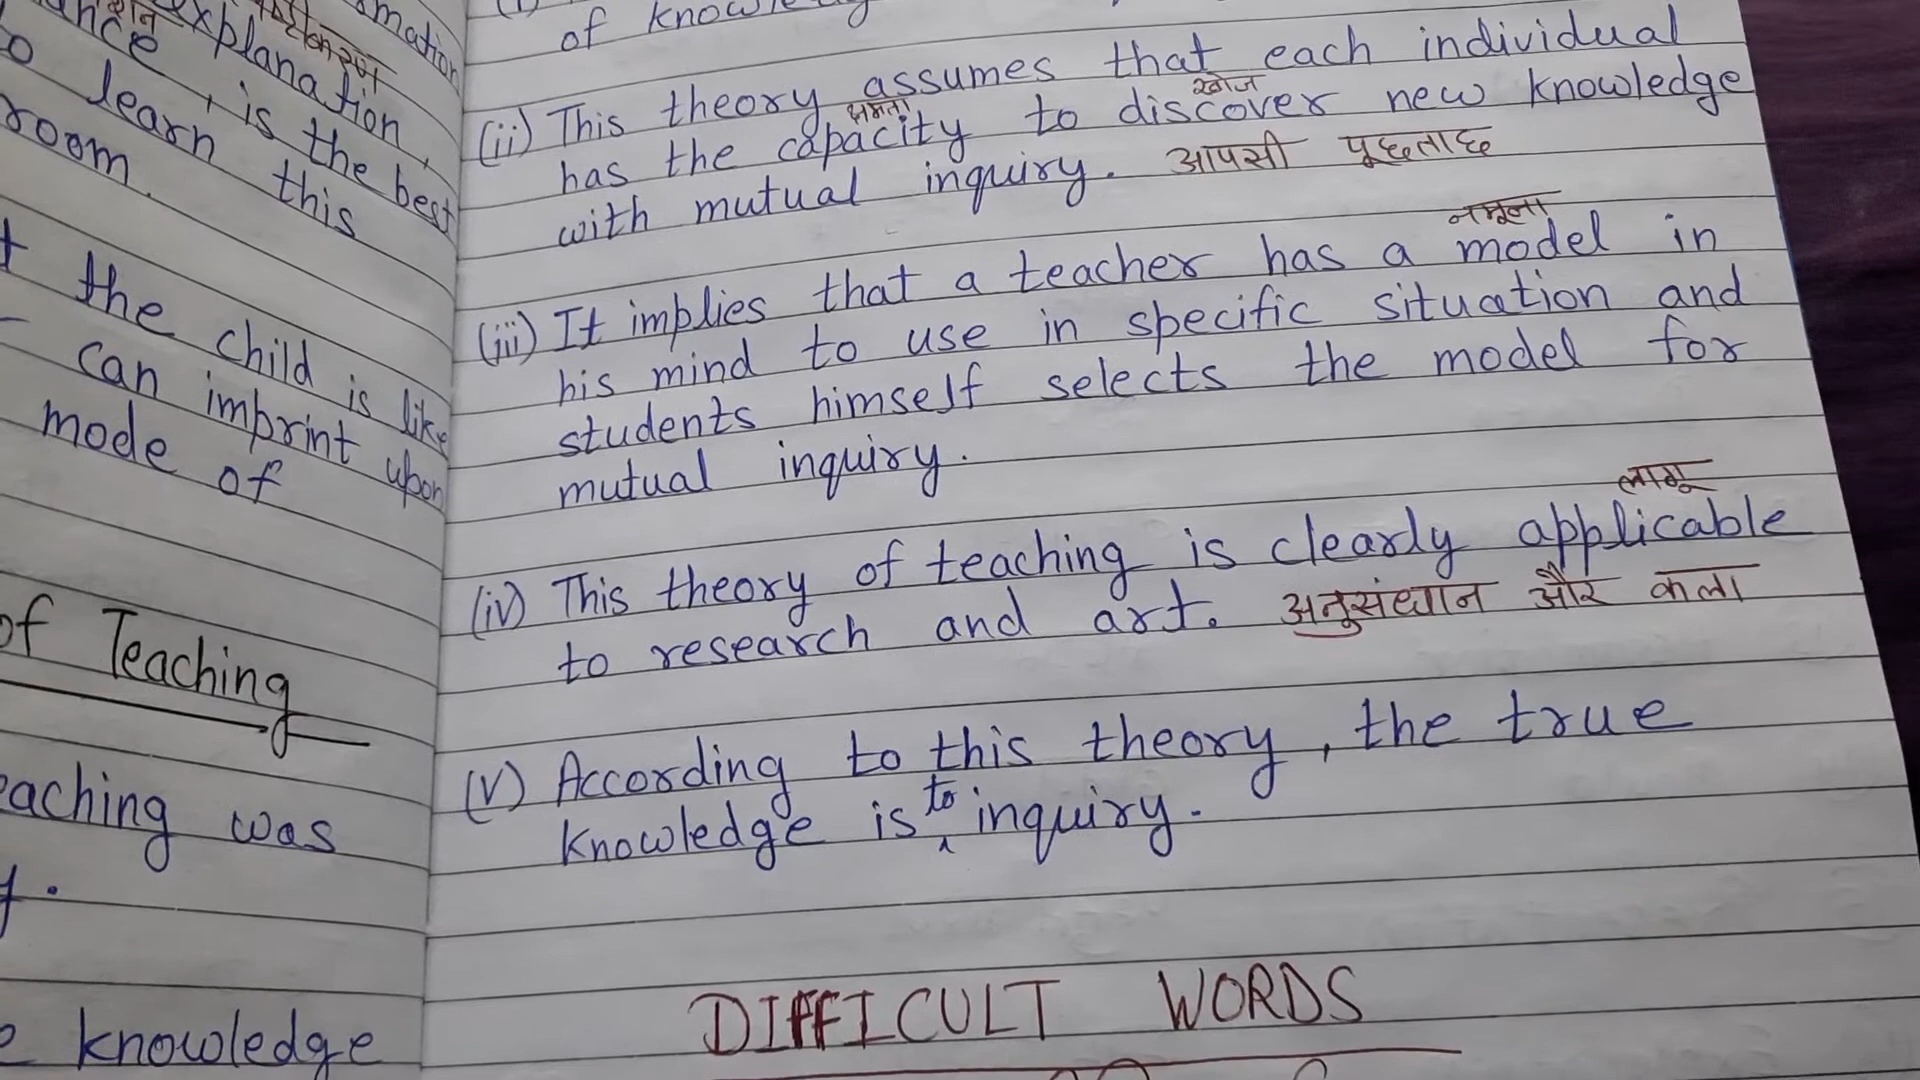 explanation,
is the best
to learn this
room.
the child is like
can imprint upon
mode of
of Teaching
was
knowledge
of
(ii) This theory assumes that each individual
क्षमता खोज
has the capacity to discover new knowledge
with mutual inquiry. आपसी पूछताछ
नमूना
(iii) It implies that a teacher has a model in
his mind to use in specific situation and
students himself selects the model for
mutual inquiry.
लागू
(iv) This theory of teaching is clearly applicable
to research and art. अनुसंधान और कला
(v) According to this theory, the true
to
knowledge is ^ inquiry.
DIFFICULT WORDS